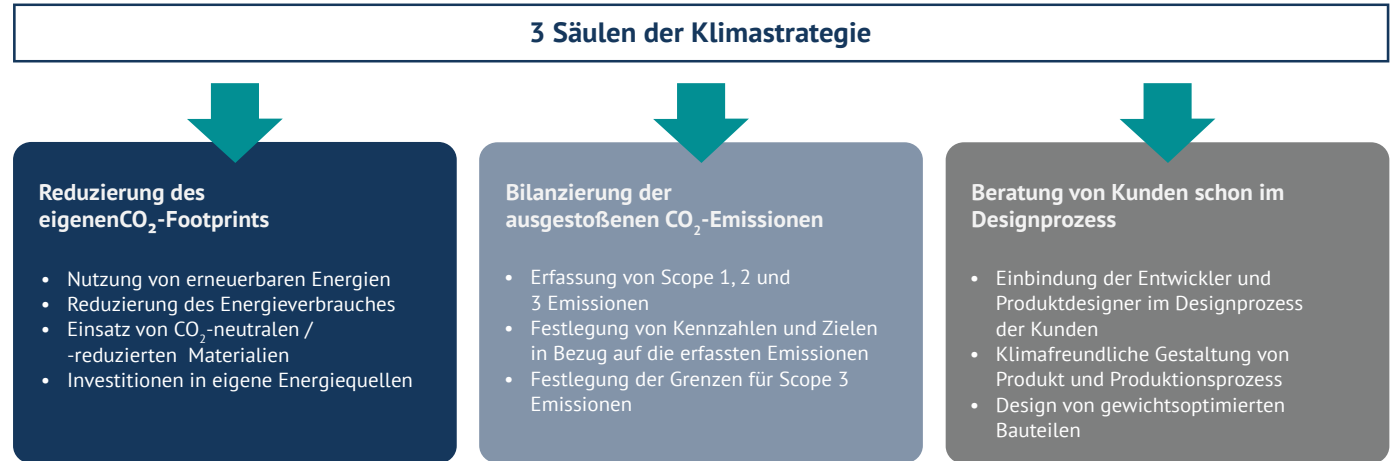 3 Säulen der Klimastrategie
Reduzierung des
eigenenCO₂-Footprints
• Nutzung von erneuerbaren Energien
• Reduzierung des Energieverbrauches
• Einsatz von CO₂-neutralen /
-reduzierten Materialien
• Investitionen in eigene Energiequellen
Bilanzierung der
ausgestoßenen CO₂-Emissionen
• Erfassung von Scope 1, 2 und
3 Emissionen
• Festlegung von Kennzahlen und Zielen
in Bezug auf die erfassten Emissionen
• Festlegung der Grenzen für Scope 3
Emissionen
Beratung von Kunden schon im
Designprozess
• Einbindung der Entwickler und
Produktdesigner im Designprozess
der Kunden
• Klimafreundliche Gestaltung von
Produkt und Produktionsprozess
• Design von gewichtsoptimierten
Bauteilen